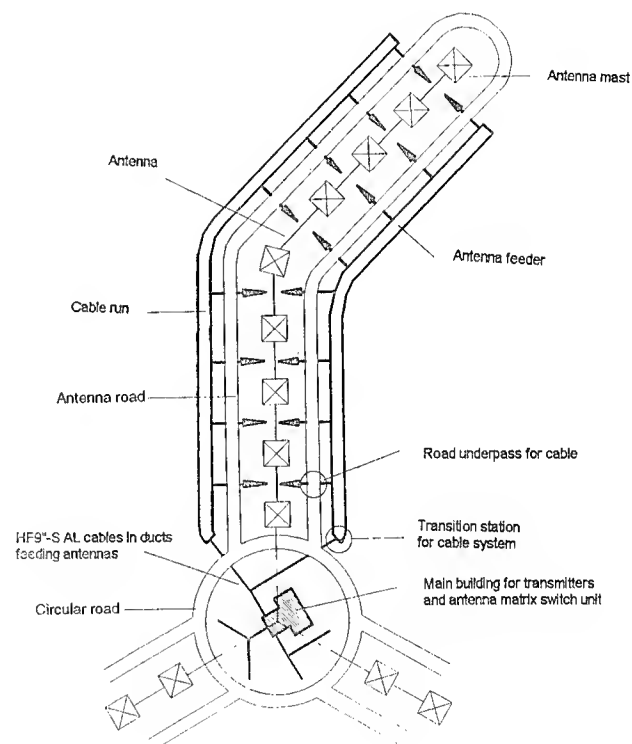 Antenna mast
Antenna
Antenna feeder
Cable run
Antenna road
Road underpass for cable
HF9"-S AL cables in ducts
feeding antennas
Transition station
for cable system
Main building for transmitters
and antenna matrix switch unit
Circular road